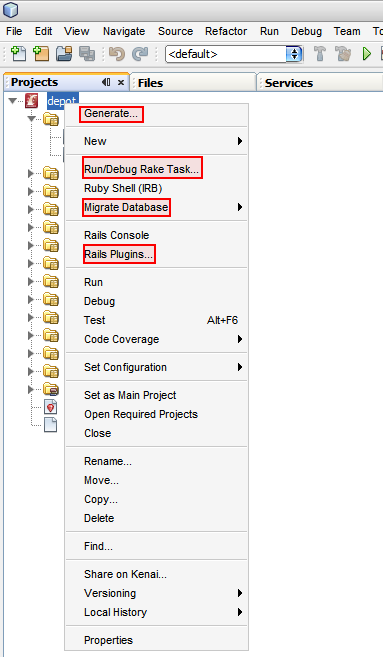 File Edit View Navigate Source Refactor Run Debug Team To
<default>
Projects Files Services
depot
Generate...
New
Run/Debug Rake Task...
Ruby Shell (IRB)
Migrate Database
Rails Console
Rails Plugins...
Run
Debug
Test Alt+F6
Code Coverage
Set Configuration
Set as Main Project
Open Required Projects
Close
Rename...
Move...
Copy...
Delete
Find...
Share on Kenai...
Versioning
Local History
Properties